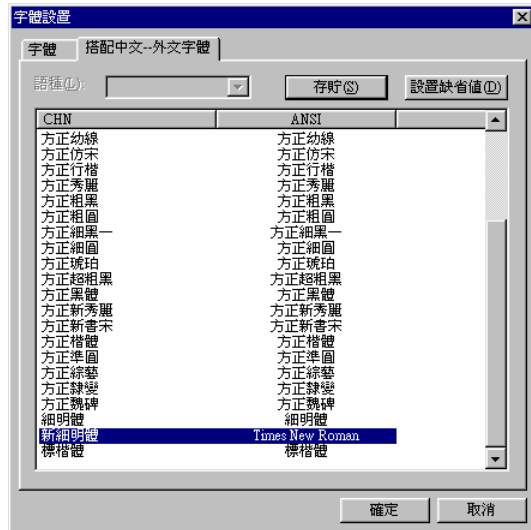 字體設置
字體 搭配中文--外文字體
語種(L): 存貯(S) 設置缺省值(D)
CHN ANSI
方正幼線 方正幼線
方正仿宋 方正仿宋
方正行楷 方正行楷
方正秀麗 方正秀麗
方正粗黑 方正粗黑
方正粗圓 方正粗圓
方正細黑一 方正細黑一
方正細圓 方正細圓
方正琥珀 方正琥珀
方正超粗黑 方正超粗黑
方正黑體 方正黑體
方正新秀麗 方正新秀麗
方正新書宋 方正新書宋
方正楷體 方正楷體
方正準圓 方正準圓
方正綜藝 方正綜藝
方正隸變 方正隸變
方正魏碑 方正魏碑
細明體 細明體
新細明體 Times New Roman
標楷體 標楷體
確定 取消